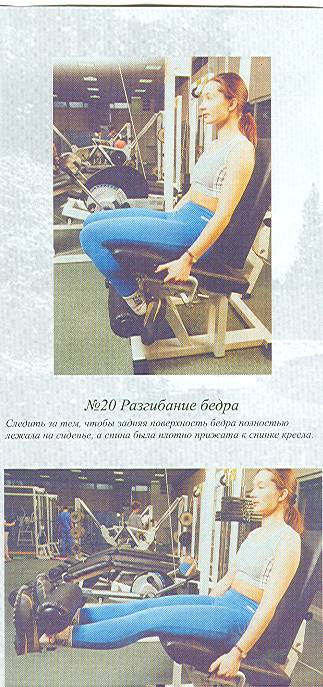 №20 Разгибание бедра
Следить за тем, чтобы задняя поверхность бедра полностью
лежала на сиденье, а спина была плотно прижата к спинке кресла.